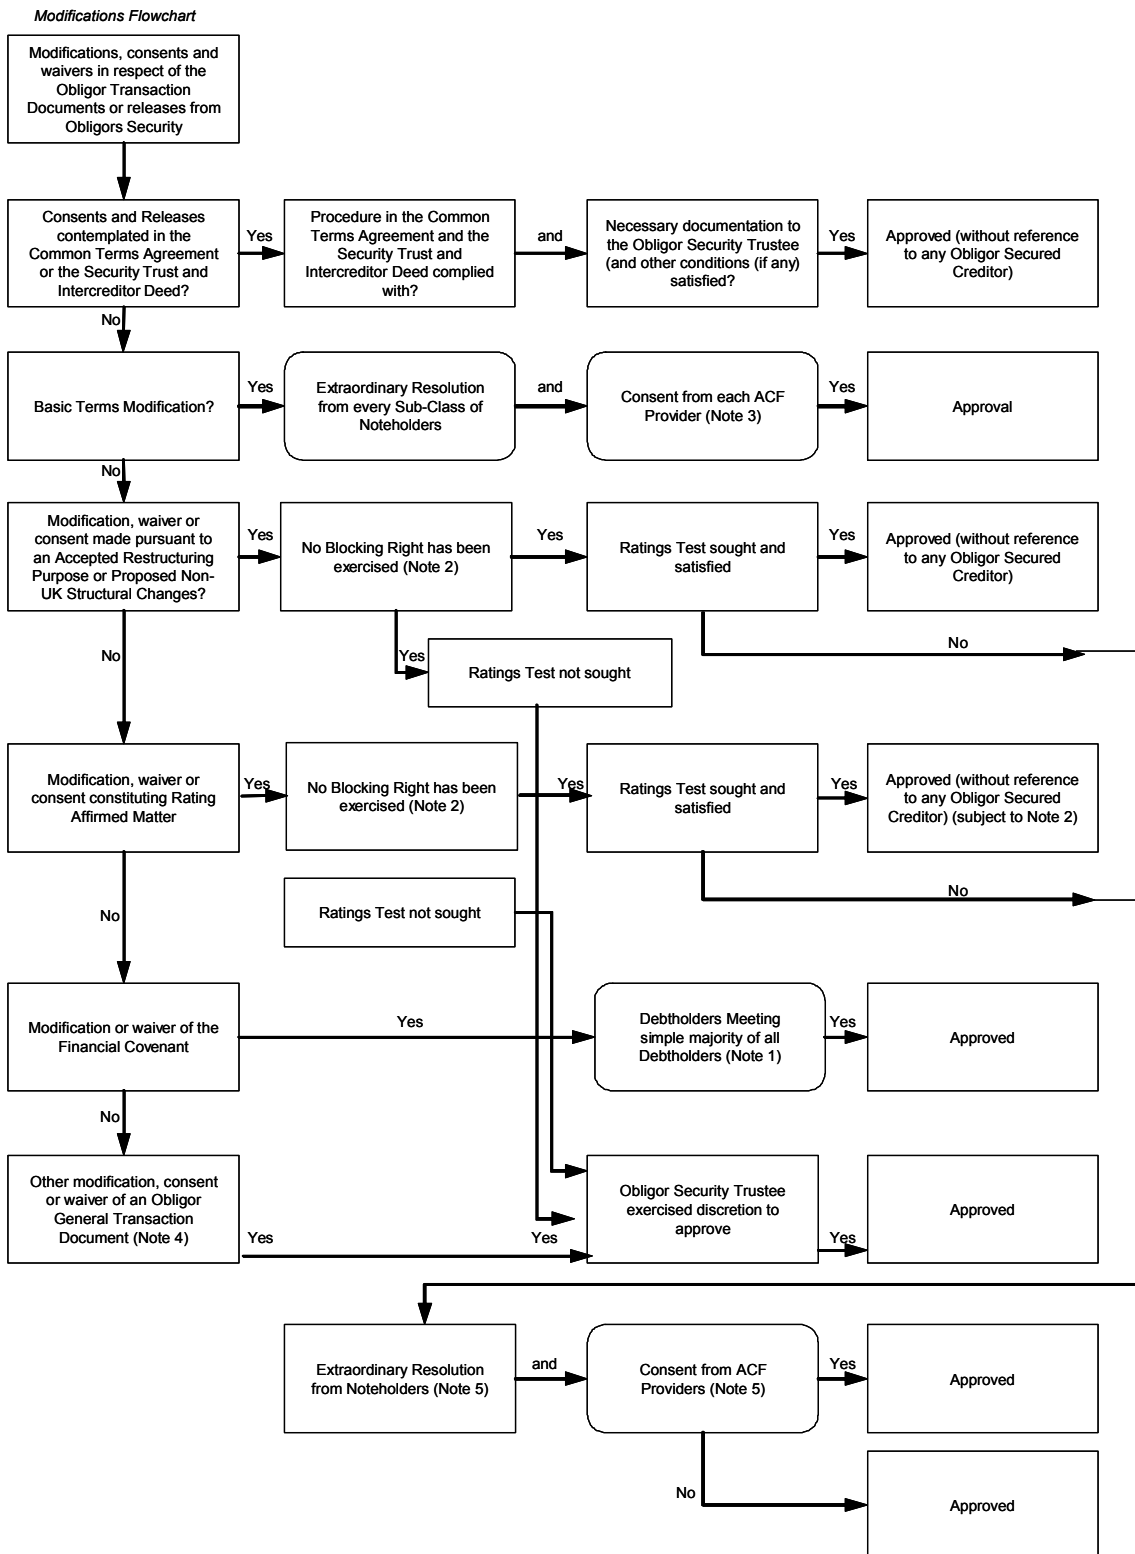 Modifications Flowchart
Modifications, consents and
waivers in respect of the
Obligor Transaction
Documents or releases from
Obligors Security
Consents and Releases
contemplated in the
Common Terms Agreement
or the Security Trust and
Intercreditor Deed?
Yes
Procedure in the Common
Terms Agreement and the
Security Trust and
Intercreditor Deed complied
with?
and
Necessary documentation to
the Obligor Security Trustee
(and other conditions (if any)
satisfied?
Yes
Approved (without reference
to any Obligor Secured
Creditor)
No
Basic Terms Modification?
Yes
Extraordinary Resolution
from every Sub-Class of
Noteholders
and
Consent from each ACF
Provider (Note 3)
Yes
Approval
No
Modification, waiver or
consent made pursuant to
an Accepted Restructuring
Purpose or Proposed Non-
UK Structural Changes?
Yes
No Blocking Right has been
exercised (Note 2)
Yes
Ratings Test sought and
satisfied
Yes
Approved (without reference
to any Obligor Secured
Creditor)
No
No
Yes
Ratings Test not sought
Modification, waiver or
consent constituting Rating
Affirmed Matter
Yes
No Blocking Right has been
exercised (Note 2)
Yes
Ratings Test sought and
satisfied
Yes
Approved (without reference
to any Obligor Secured
Creditor) (subject to Note 2)
No
No
Ratings Test not sought
Modification or waiver of the
Financial Covenant
Yes
Debtholders Meeting
simple majority of all
Debtholders (Note 1)
Yes
Approved
No
Other modification, consent
or waiver of an Obligor
General Transaction
Document (Note 4)
Yes
Yes
Obligor Security Trustee
exercised discretion to
approve
Yes
Approved
Extraordinary Resolution
from Noteholders (Note 5)
and
Consent from ACF
Providers (Note 5)
Yes
Approved
No
Approved